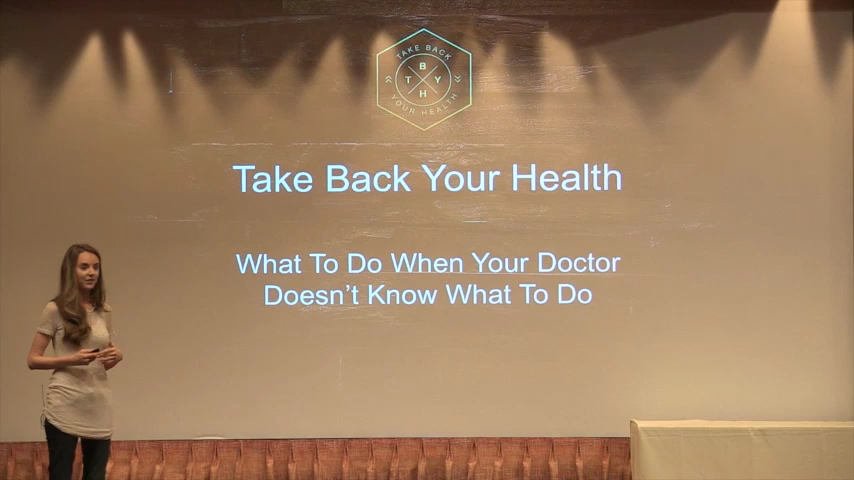 TAKE BACK
B
T Y
H
YOUR HEALTH
Take Back Your Health
What To Do When Your Doctor
Doesn't Know What To Do